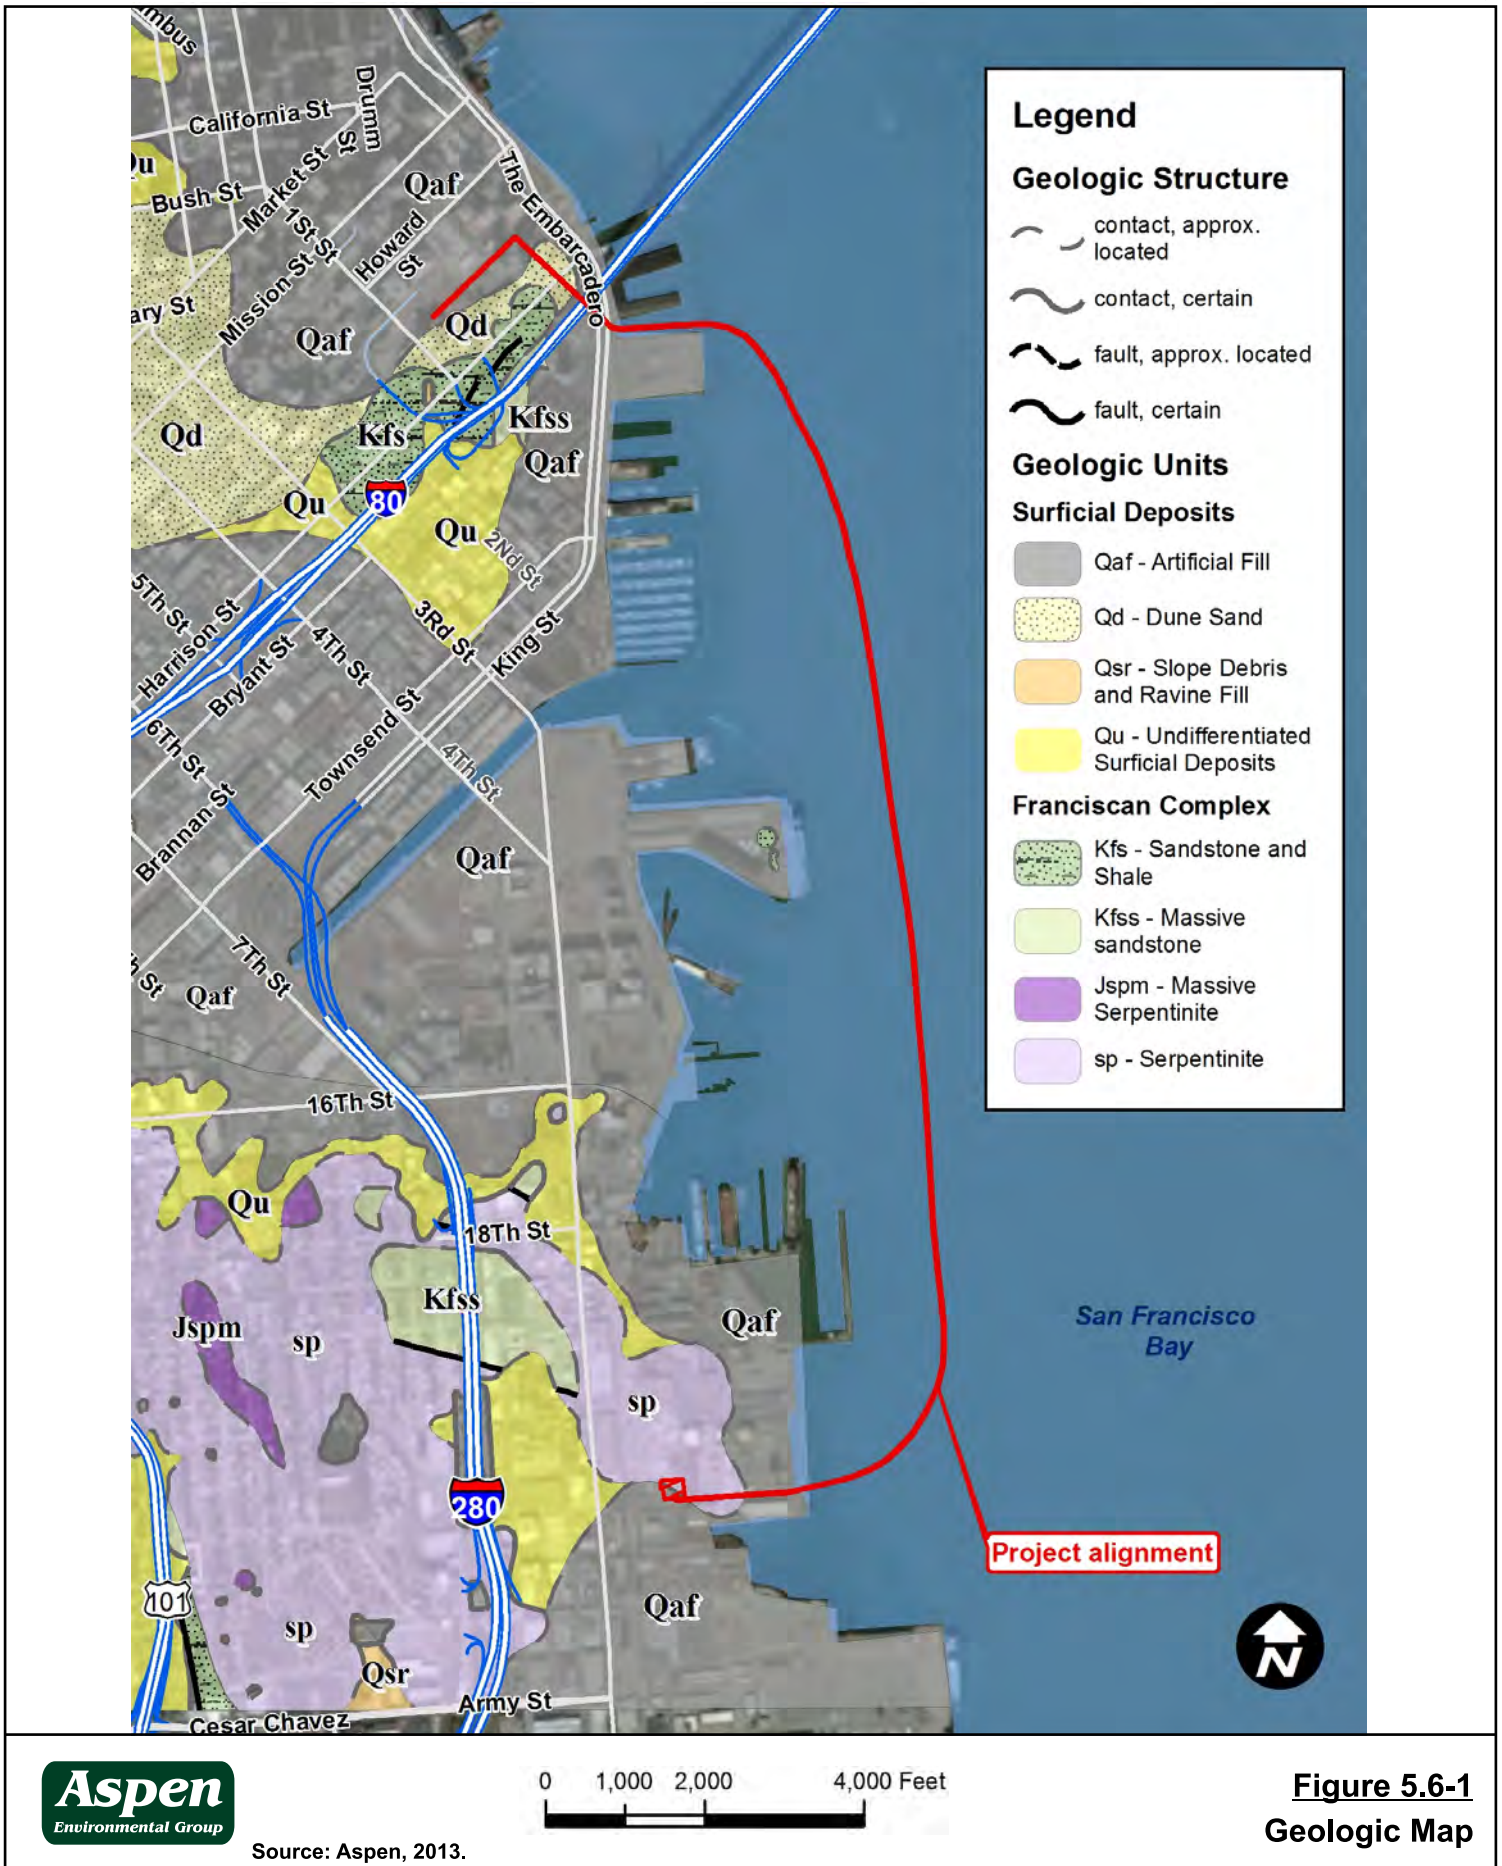 mbus
California St
Drumm St
Qu
Bush St
Market St
1St St
Qaf
The Embarcadero
Howard St
Mission St
ary St
Qaf
Qd
Qd
Kfs
Kfss
Qaf
80
Qu
Qu
2Nd St
5Th St
Harrison St
3Rd St
4Th St
King St
Bryant St
6Th St
Townsend St
4Th St
Brannan St
Qaf
7Th St
h St
Qaf
16Th St
Qu
18Th St
Kfss
Jspm
sp
Qaf
sp
280
101
sp
Qaf
Qsr
Army St
Cesar Chavez
San Francisco
Bay
Project alignment
N
Legend
Geologic Structure
contact, approx.
located
contact, certain
fault, approx. located
fault, certain
Geologic Units
Surficial Deposits
Qaf - Artificial Fill
Qd - Dune Sand
Qsr - Slope Debris
and Ravine Fill
Qu - Undifferentiated
Surficial Deposits
Franciscan Complex
Kfs - Sandstone and
Shale
Kfss - Massive
sandstone
Jspm - Massive
Serpentinite
sp - Serpentinite
Aspen
Environmental Group
Source: Aspen, 2013.
0 1,000 2,000 4,000 Feet
Figure 5.6-1
Geologic Map